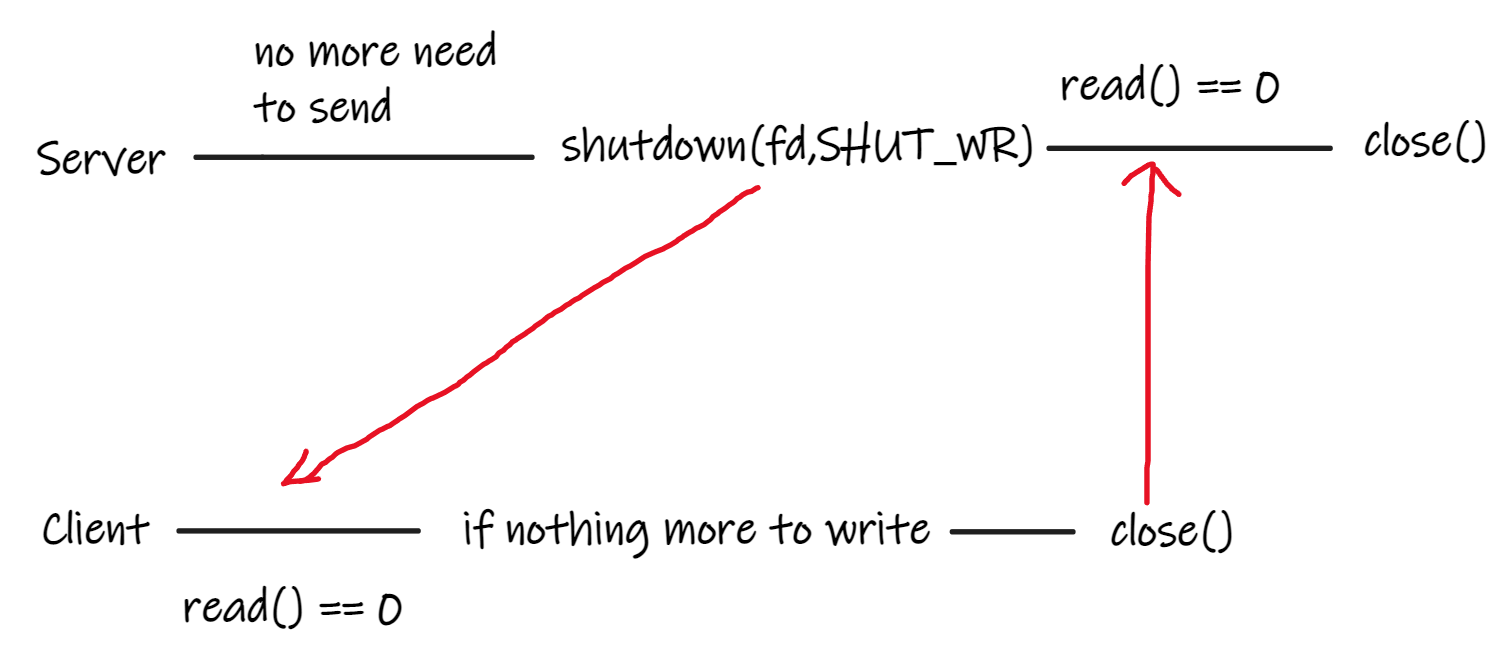 no more need
to send
read() == 0
Server
shutdown(fd,SHUT_WR)
close()
Client
if nothing more to write
close()
read() == 0